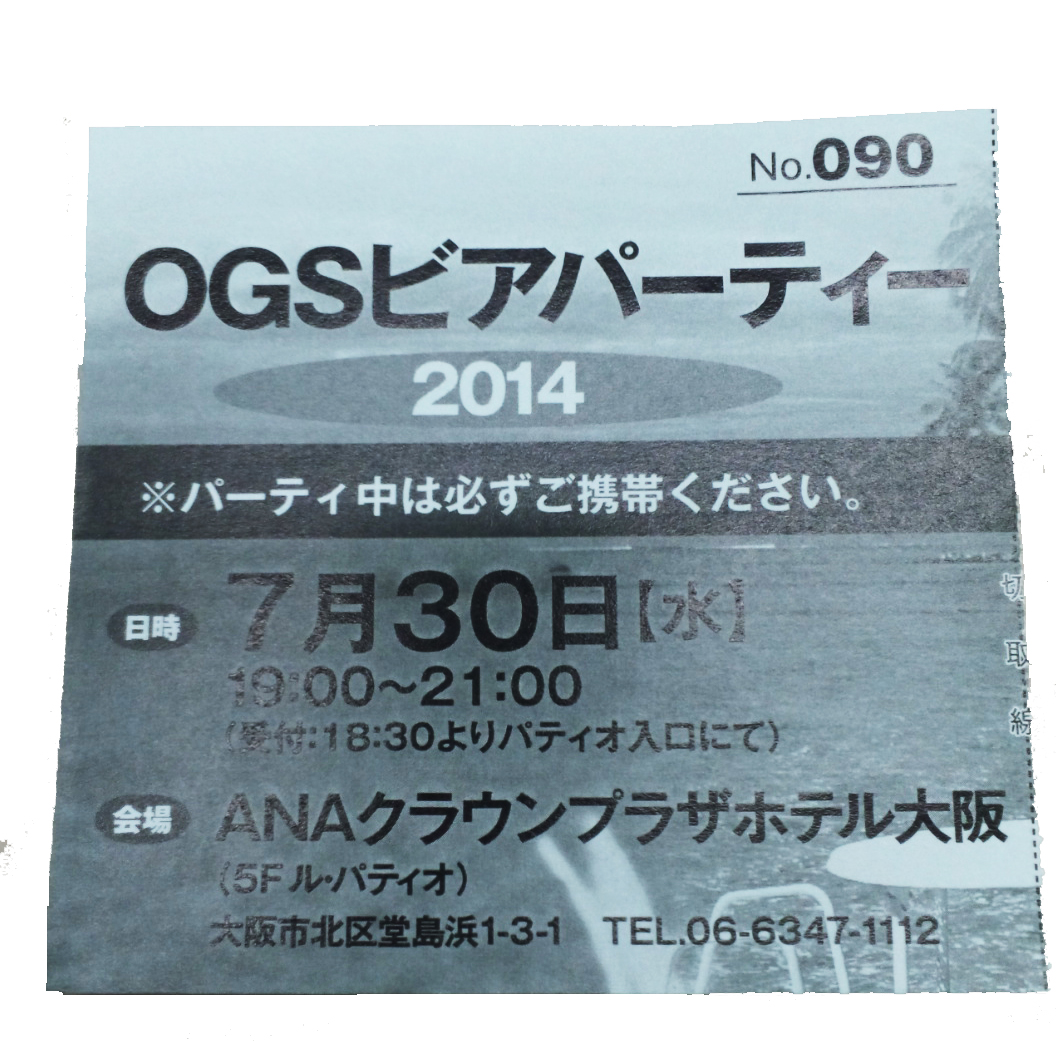 No.090
OGSビアパーティー
2014
※パーティ中は必ずご携帯ください。
日時 7月30日【水】
19:00〜21:00
(受付:18:30よりパティオ入口にて)
会場 ANAクラウンプラザホテル大阪
(5F ル・パティオ)
大阪市北区堂島浜1-3-1 TEL.06-6347-1112
切取線